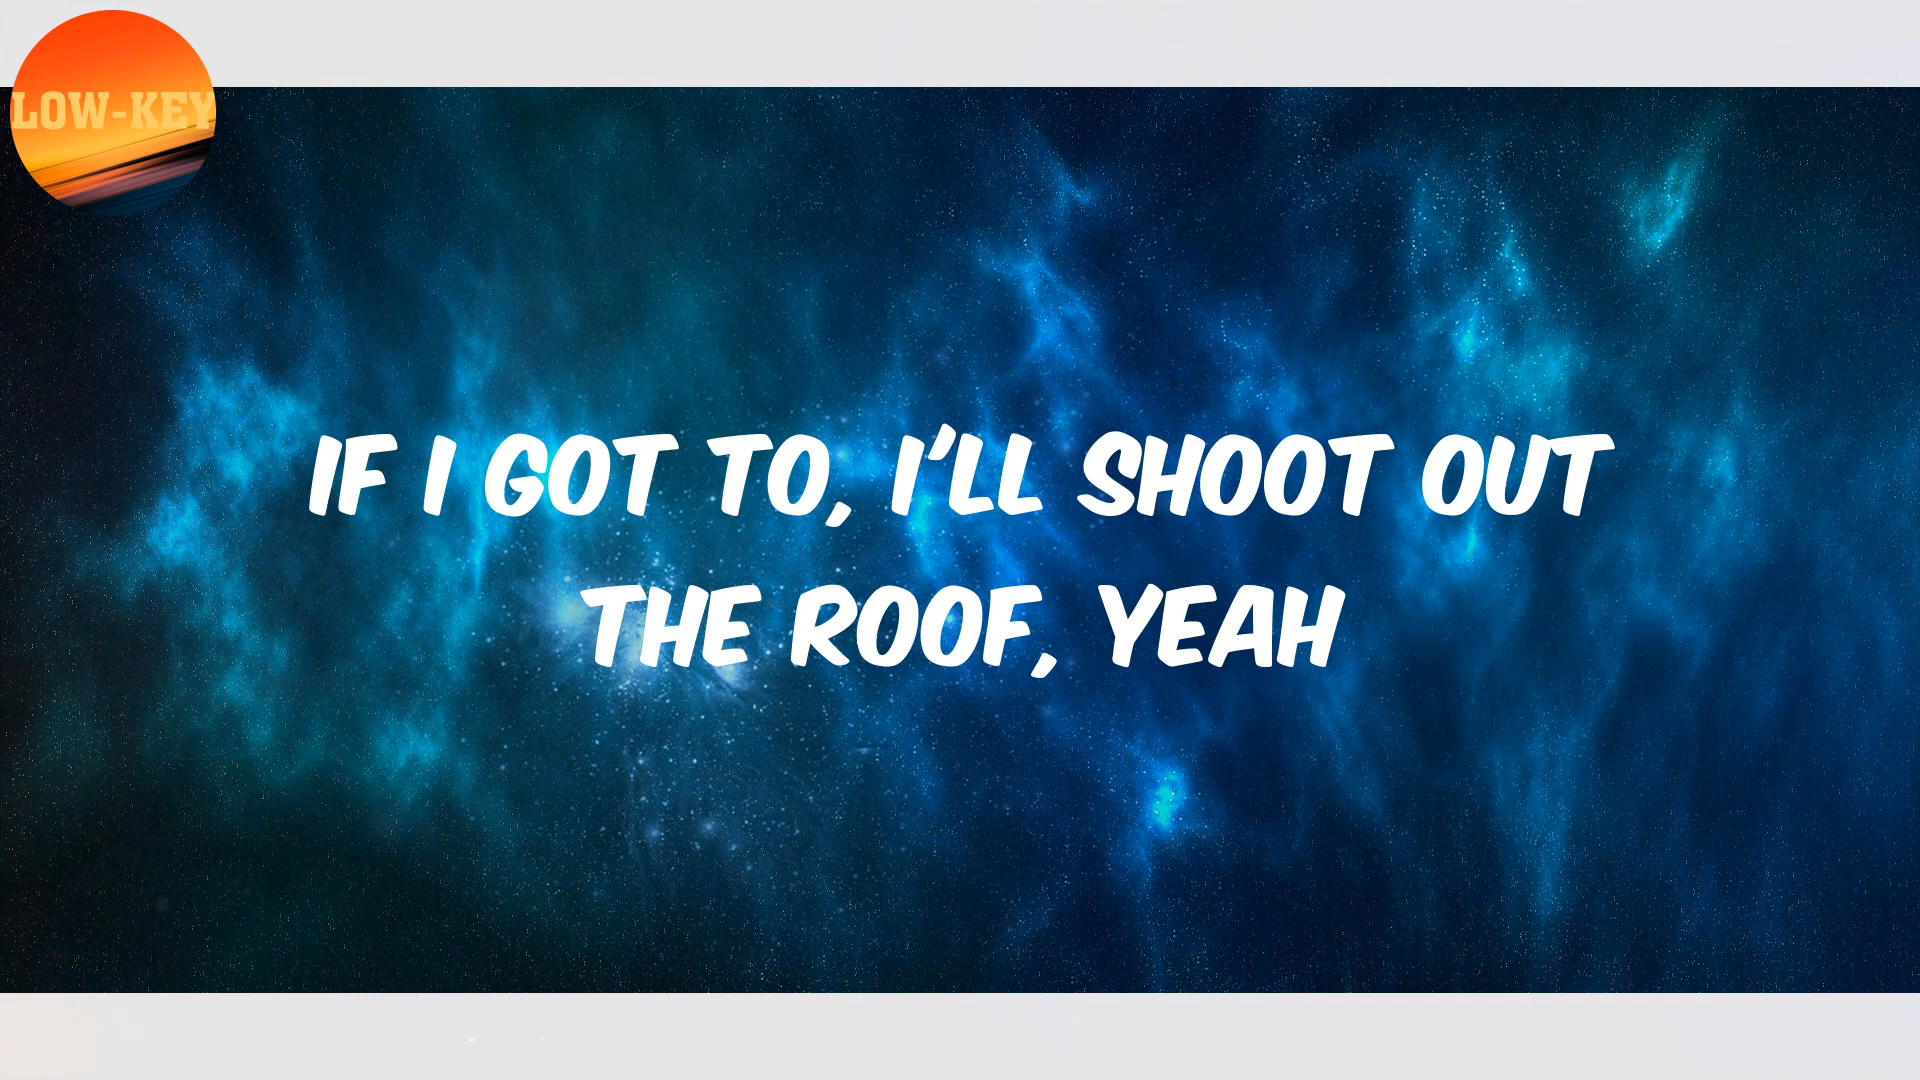 LOW-KEY
IF I GOT TO, I'LL SHOOT OUT
THE ROOF, YEAH